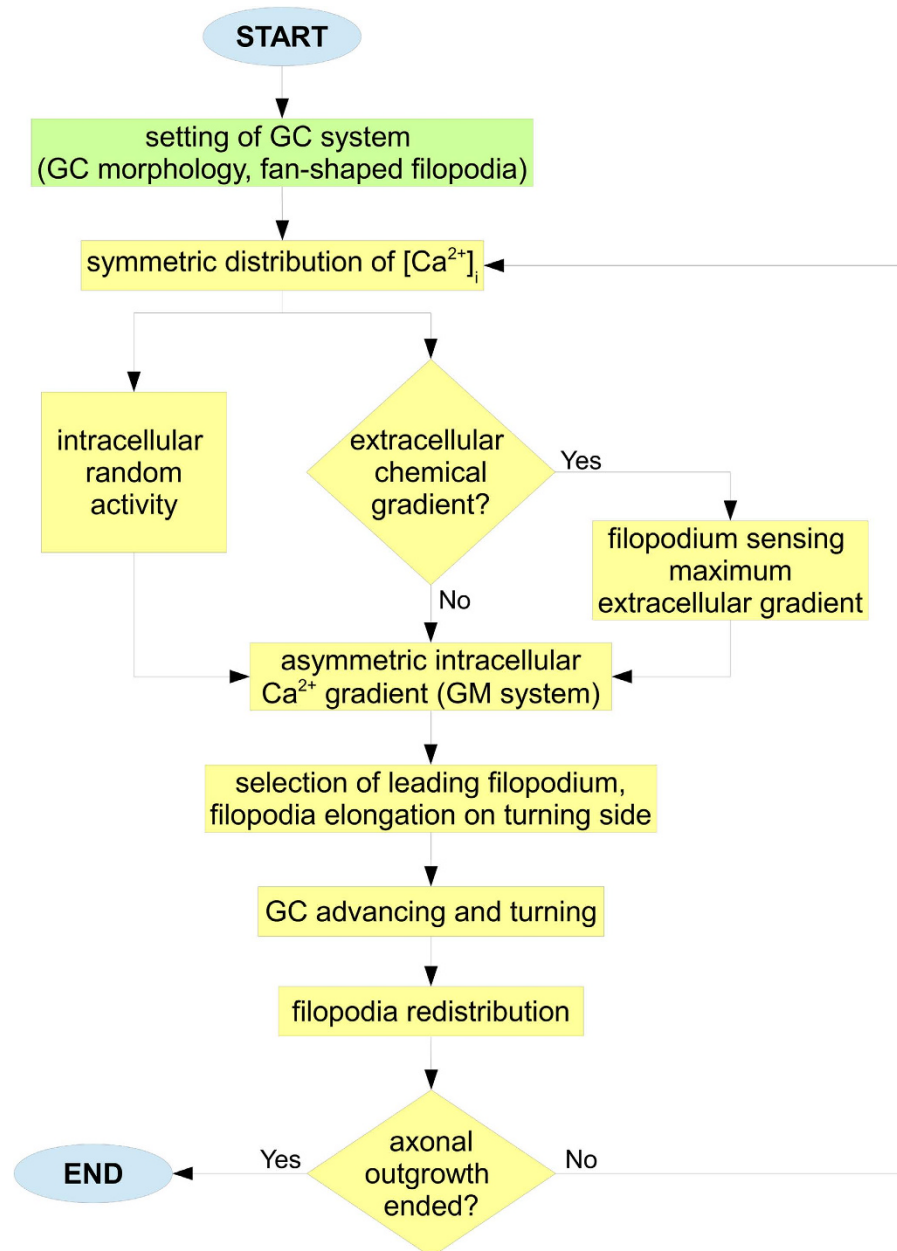 START
setting of GC system
(GC morphology, fan-shaped filopodia)
symmetric distribution of [Ca²⁺]ᵢ
intracellular
random
activity
extracellular
chemical
gradient?
Yes
filopodium sensing
maximum
extracellular gradient
No
asymmetric intracellular
Ca²⁺ gradient (GM system)
selection of leading filopodium,
filopodia elongation on turning side
GC advancing and turning
filopodia redistribution
axonal
outgrowth
ended?
Yes
No
END